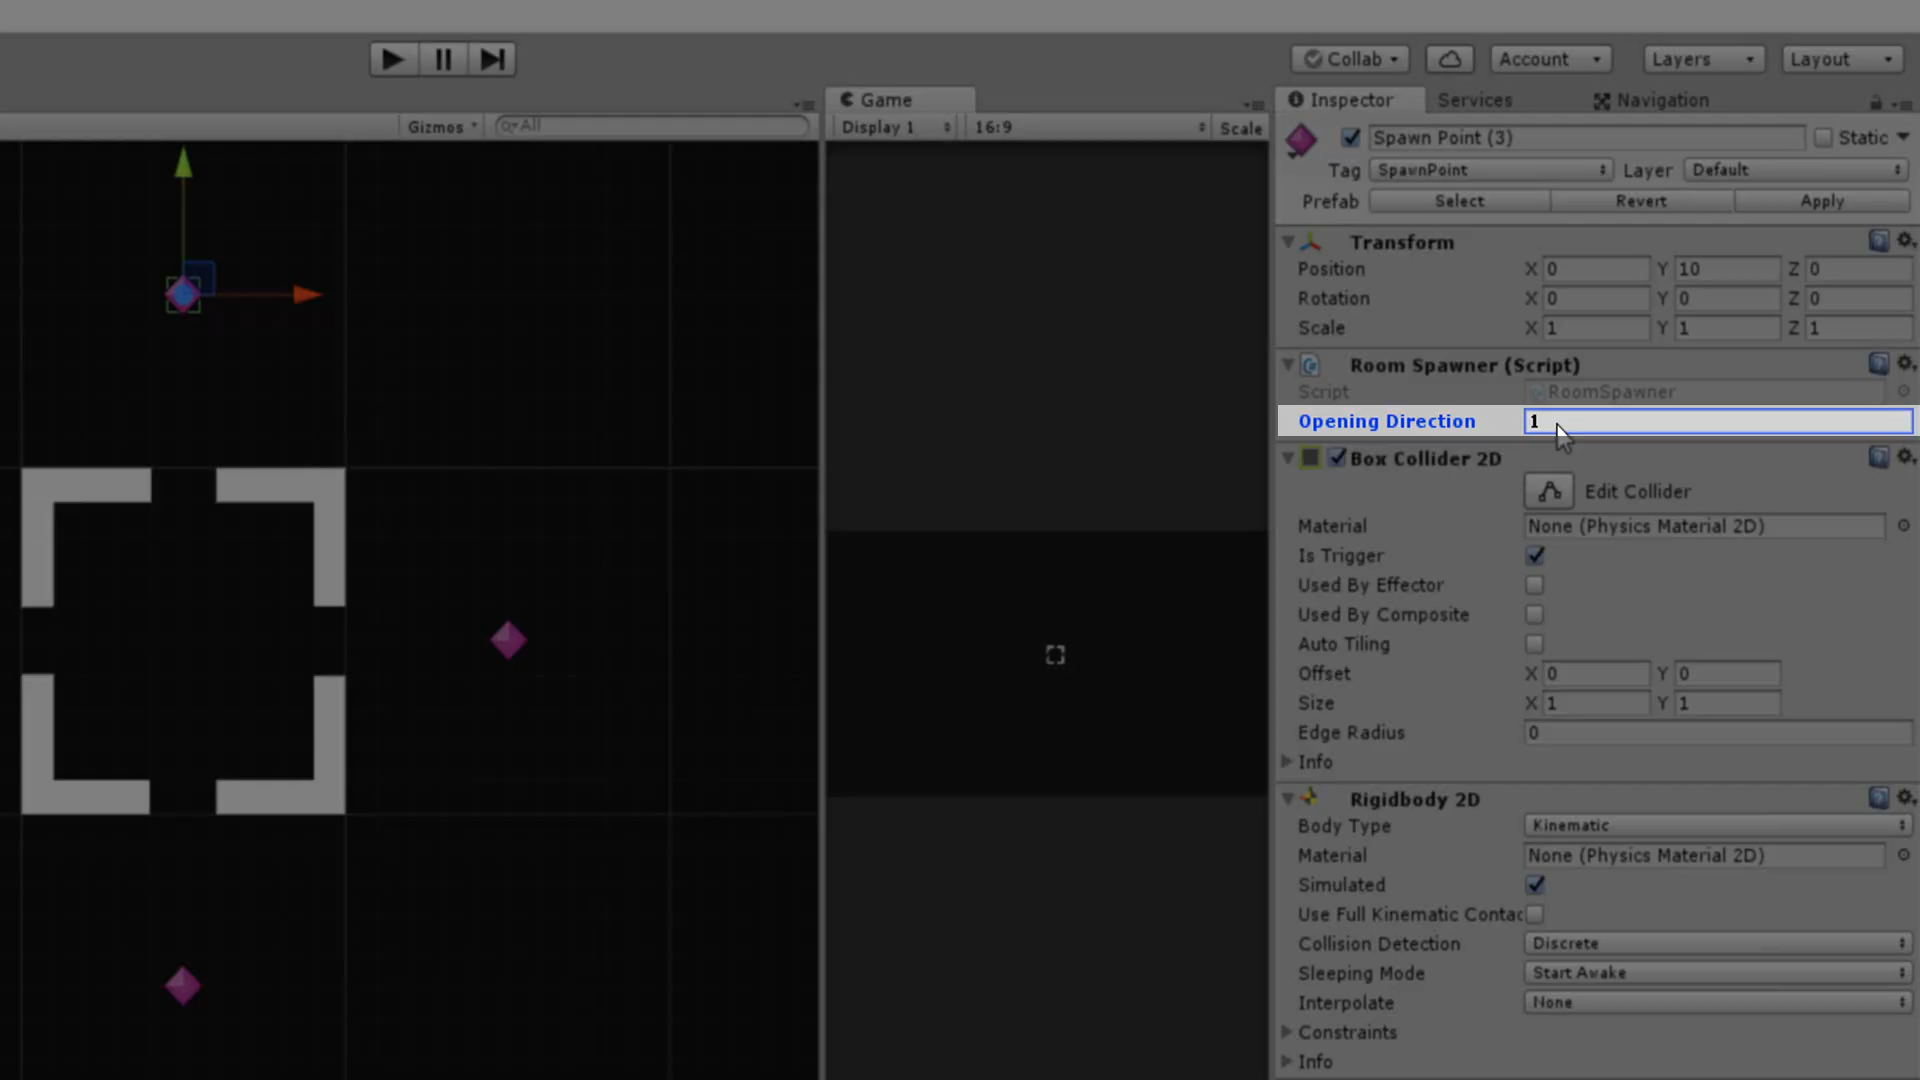 Collab
Account
Layers
Layout
Game
Inspector
Services
Navigation
Gizmos
All
Display 1
16:9
Scale
Spawn Point (3)
Static
Tag
SpawnPoint
Layer
Default
Prefab
Select
Revert
Apply
Transform
Position X 0 Y 10 Z 0
Rotation X 0 Y 0 Z 0
Scale X 1 Y 1 Z 1
Room Spawner (Script)
Script RoomSpawner
Opening Direction 1
Box Collider 2D
Edit Collider
Material None (Physics Material 2D)
Is Trigger
Used By Effector
Used By Composite
Auto Tiling
Offset X 0 Y 0
Size X 1 Y 1
Edge Radius 0
Info
Rigidbody 2D
Body Type Kinematic
Material None (Physics Material 2D)
Simulated
Use Full Kinematic Contac
Collision Detection Discrete
Sleeping Mode Start Awake
Interpolate None
Constraints
Info